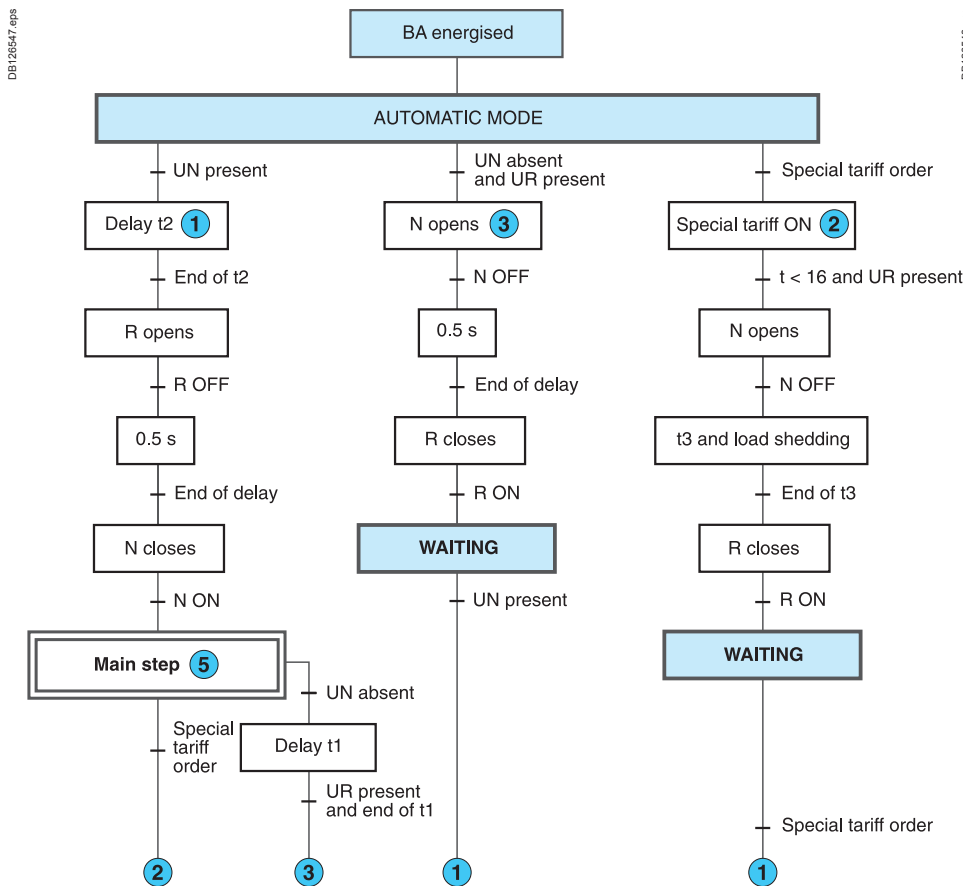 DB126547.eps
BA energised
AUTOMATIC MODE
UN present
UN absent
and UR present
Special tariff order
Delay t2 1
N opens 3
Special tariff ON 2
End of t2
N OFF
t < 16 and UR present
R opens
0.5 s
N opens
R OFF
End of delay
N OFF
0.5 s
R closes
t3 and load shedding
End of delay
R ON
End of t3
N closes
WAITING
R closes
N ON
UN present
R ON
Main step 5
WAITING
UN absent
Special
tariff
order
Delay t1
UR present
and end of t1
Special tariff order
2
3
1
1